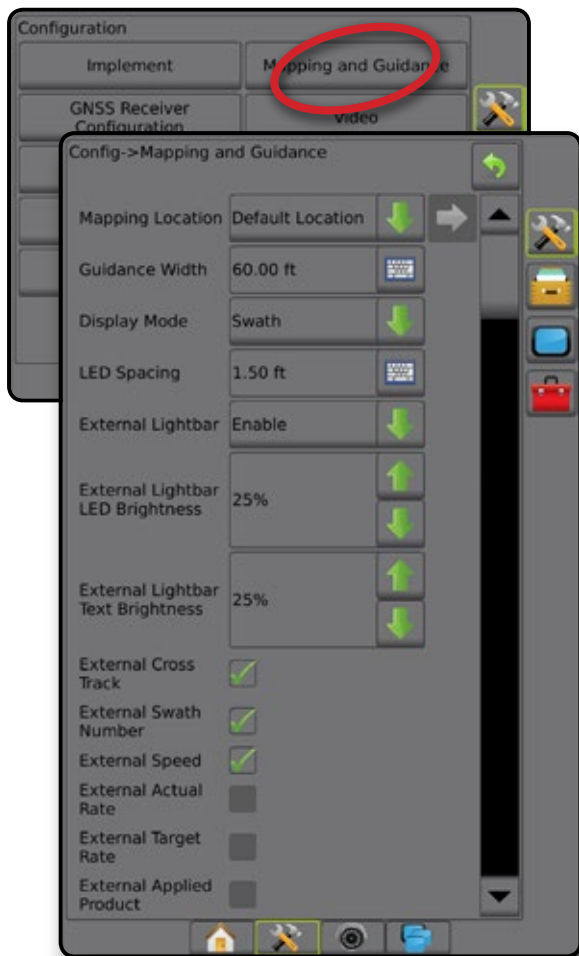 Configuration
Implement
Mapping and Guidance
GNSS Receiver
Configuration
Video
Config->Mapping and Guidance
Mapping Location Default Location
Guidance Width 60.00 ft
Display Mode Swath
LED Spacing 1.50 ft
External Lightbar Enable
External Lightbar
LED Brightness
25%
External Lightbar
Text Brightness
25%
External Cross
Track
External Swath
Number
External Speed
External Actual
Rate
External Target
Rate
External Applied
Product